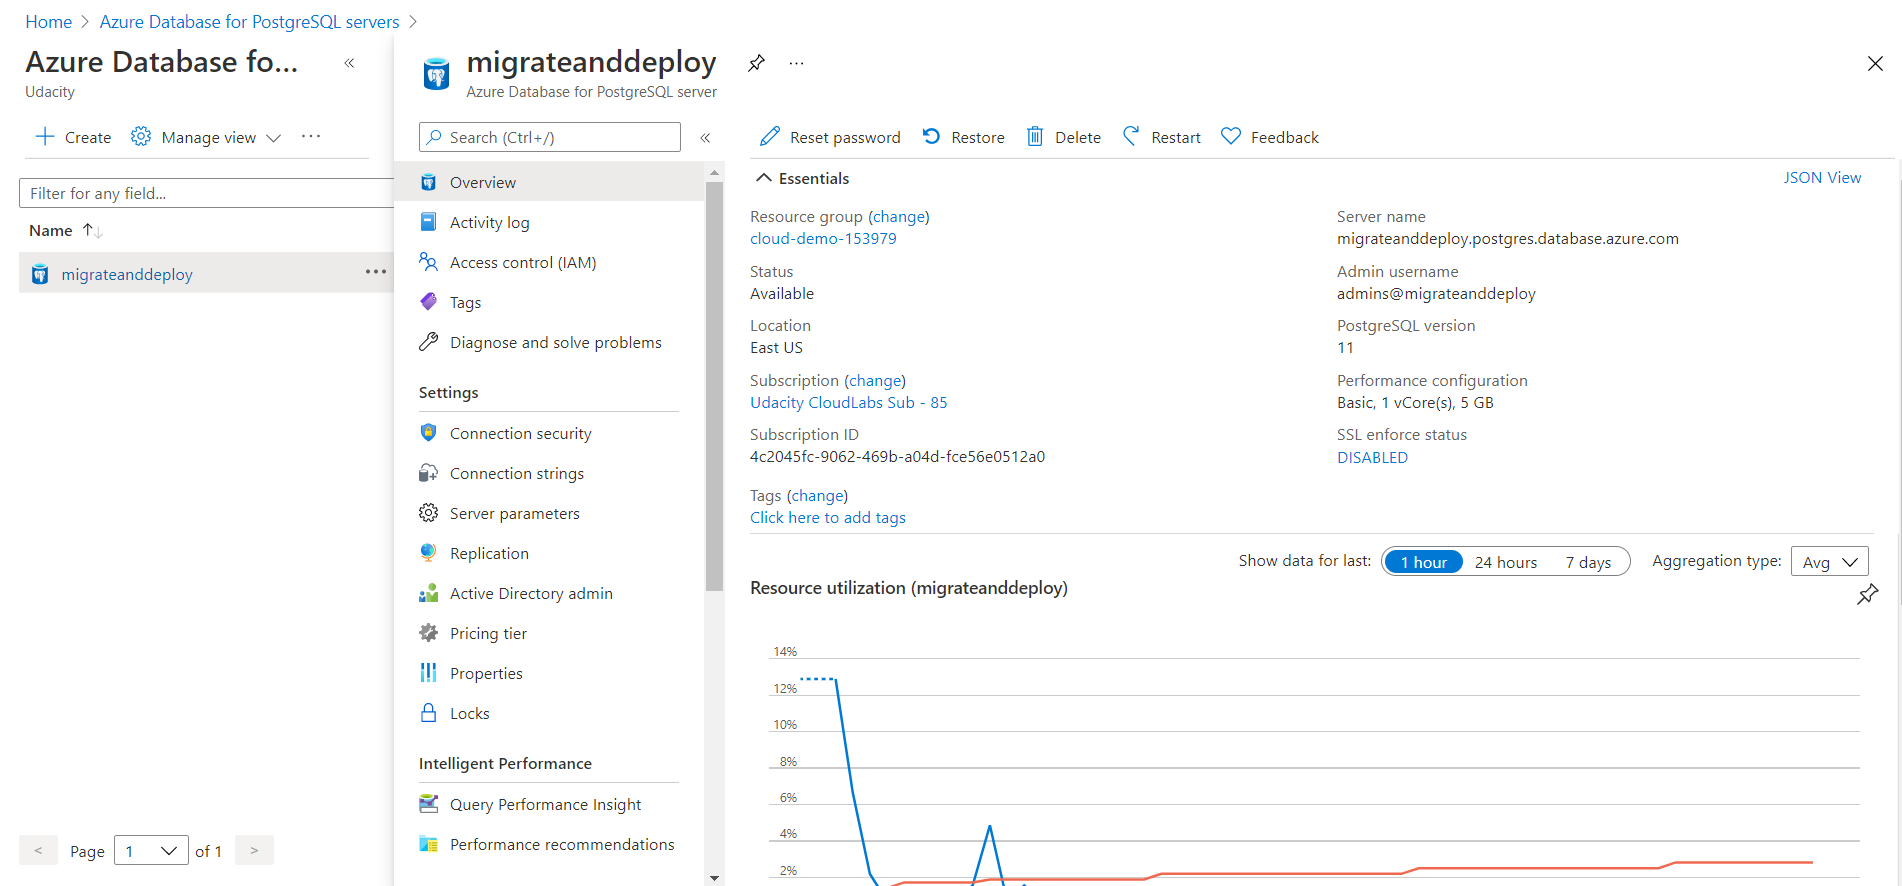 Home > Azure Database for PostgreSQL servers >
Azure Database fo...
«
Udacity
Create
Manage view
...
Filter for any field...
Name
migrateanddeploy
...
<
Page
1
of 1
>
migrateanddeploy
...
Azure Database for PostgreSQL server
Search (Ctrl+/)
«
Overview
Activity log
Access control (IAM)
Tags
Diagnose and solve problems
Settings
Connection security
Connection strings
Server parameters
Replication
Active Directory admin
Pricing tier
Properties
Locks
Intelligent Performance
Query Performance Insight
Performance recommendations
Reset password
Restore
Delete
Restart
Feedback
Essentials
JSON View
Resource group (change)
cloud-demo-153979
Status
Available
Location
East US
Subscription (change)
Udacity CloudLabs Sub - 85
Subscription ID
4c2045fc-9062-469b-a04d-fce56e0512a0
Tags (change)
Click here to add tags
Server name
migrateanddeploy.postgres.database.azure.com
Admin username
admins@migrateanddeploy
PostgreSQL version
11
Performance configuration
Basic, 1 vCore(s), 5 GB
SSL enforce status
DISABLED
Show data for last:
1 hour
24 hours
7 days
Aggregation type:
Avg
Resource utilization (migrateanddeploy)
14%
12%
10%
8%
6%
4%
2%